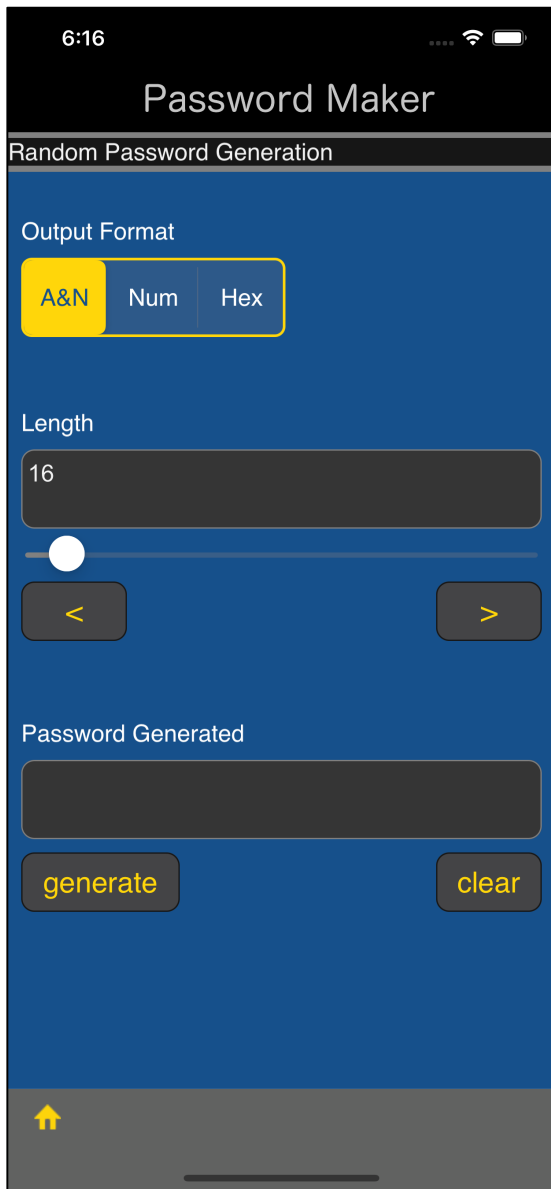 6:16
Password Maker
Random Password Generation
Output Format
A&N Num Hex
Length
16
< >
Password Generated
generate clear